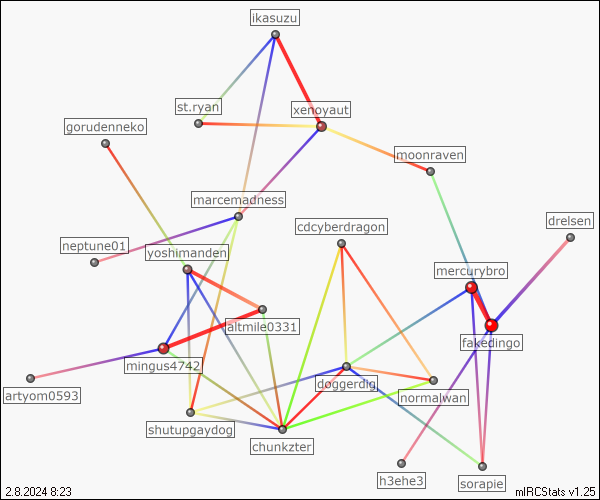 ikasuzu
st.ryan
xenoyaut
gorudenneko
moonraven
marcemadness
cdcyberdragon
drelsen
neptune01
yoshimanden
mercurybro
altmile0331
fakedingo
mingus4742
artyom0593
døggerdig
normalwan
shutupgaydog
chunkzter
h3ehe3
sorapie
2.8.2024 8:23
mIRCStats v1.25